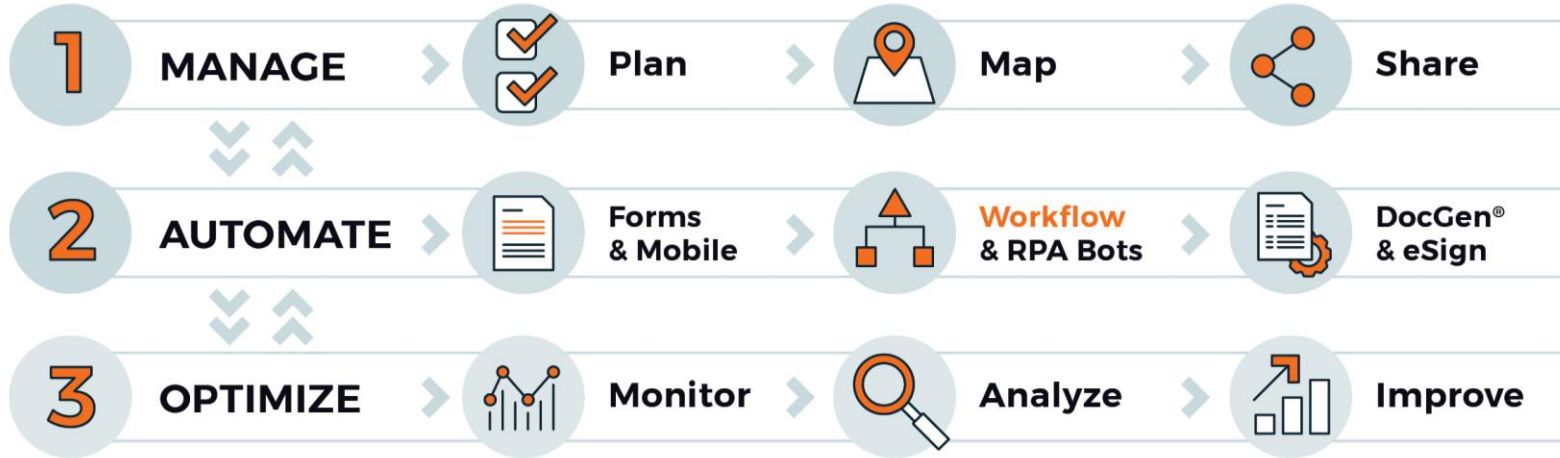 1 MANAGE Plan Map Share
2 AUTOMATE Forms & Mobile Workflow & RPA Bots DocGen® & eSign
3 OPTIMIZE Monitor Analyze Improve